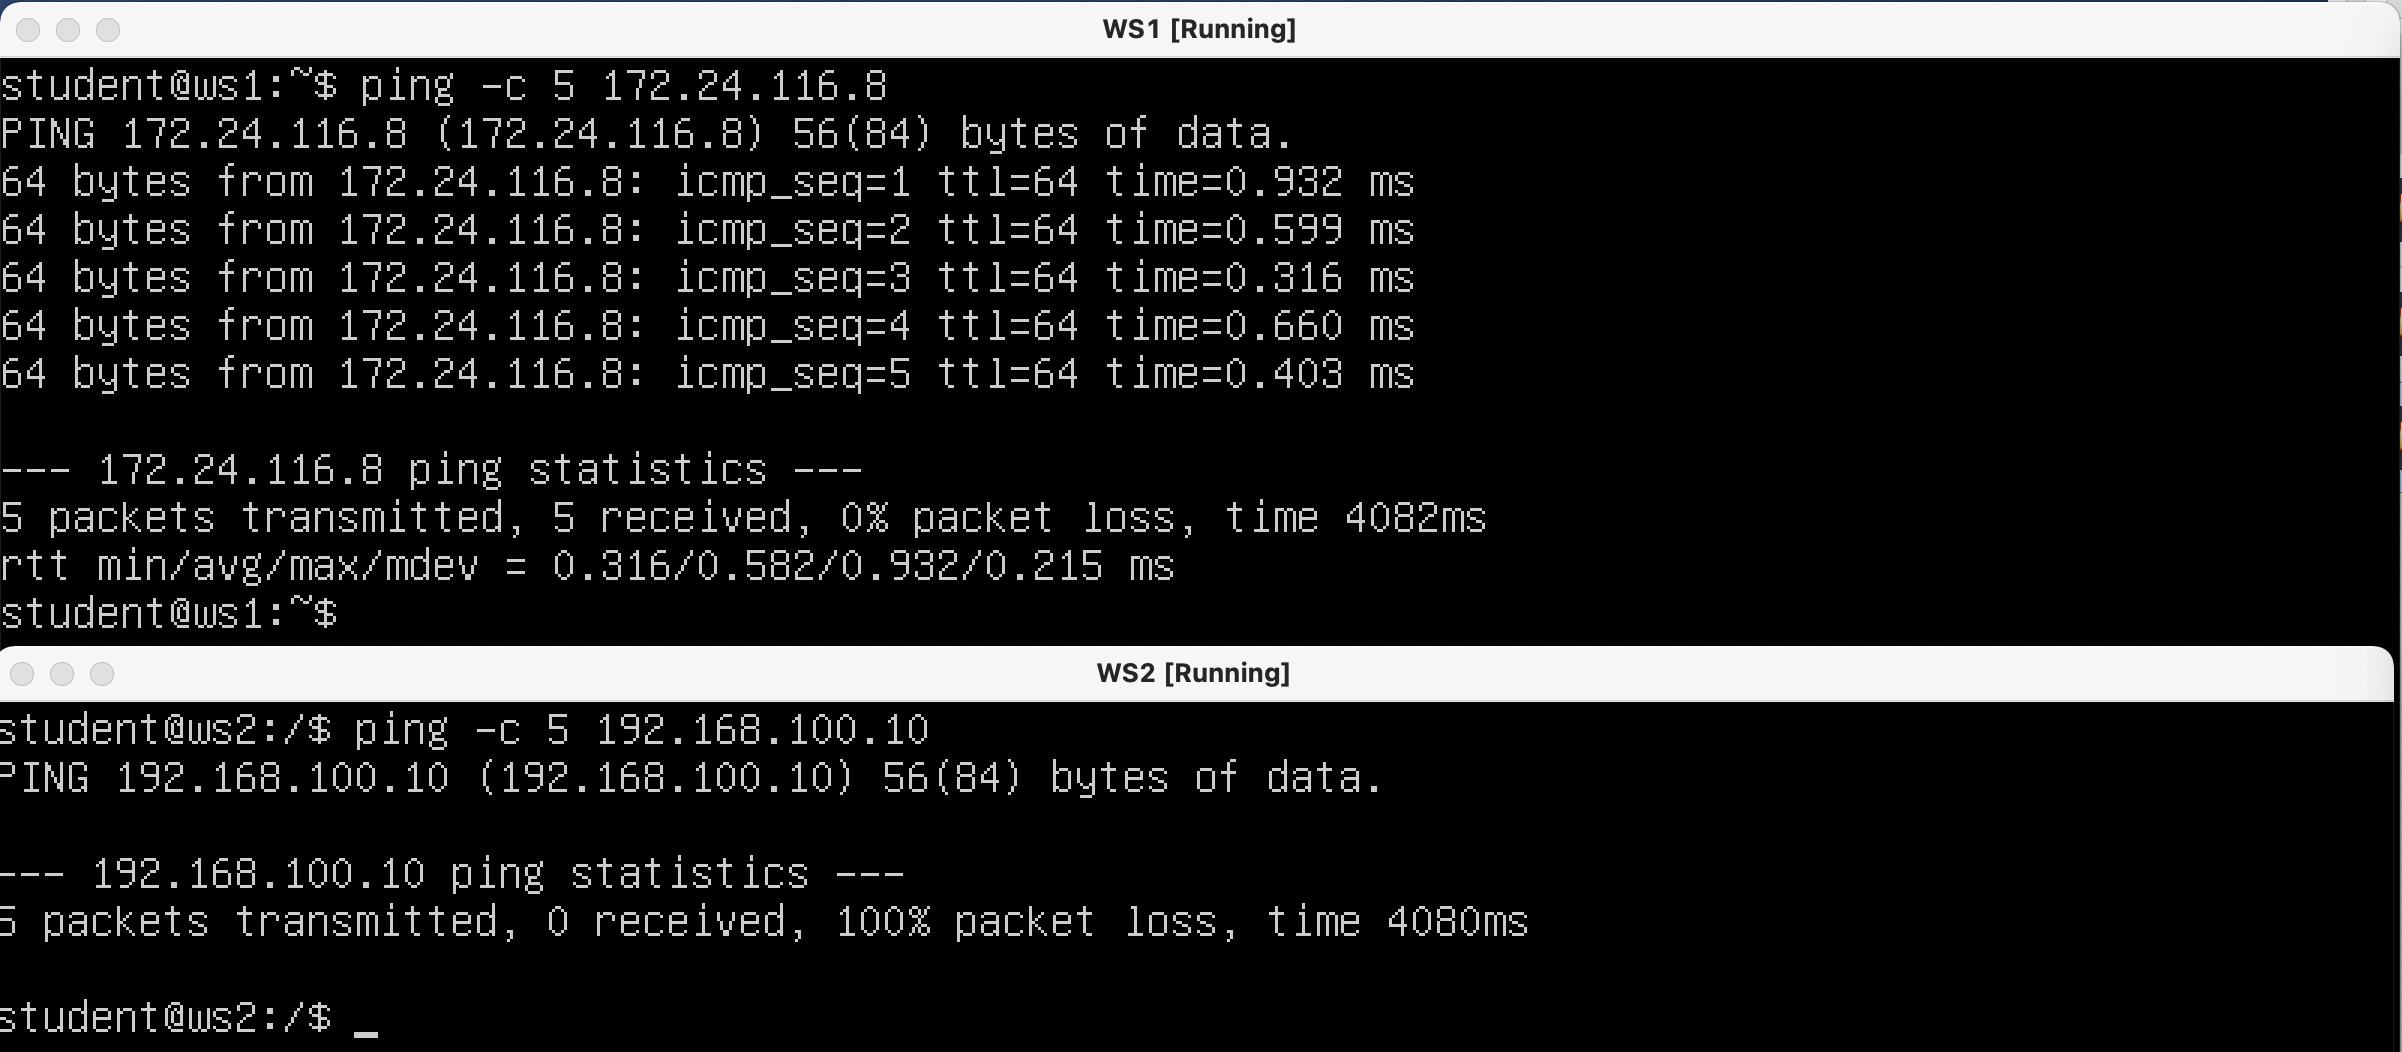 WS1 [Running]
student@ws1:~$ ping -c 5 172.24.116.8
PING 172.24.116.8 (172.24.116.8) 56(84) bytes of data.
64 bytes from 172.24.116.8: icmp_seq=1 ttl=64 time=0.932 ms
64 bytes from 172.24.116.8: icmp_seq=2 ttl=64 time=0.599 ms
64 bytes from 172.24.116.8: icmp_seq=3 ttl=64 time=0.316 ms
64 bytes from 172.24.116.8: icmp_seq=4 ttl=64 time=0.660 ms
64 bytes from 172.24.116.8: icmp_seq=5 ttl=64 time=0.403 ms
--- 172.24.116.8 ping statistics ---
5 packets transmitted, 5 received, 0% packet loss, time 4082ms
rtt min/avg/max/mdev = 0.316/0.582/0.932/0.215 ms
student@ws1:~$
WS2 [Running]
student@ws2:/$ ping -c 5 192.168.100.10
PING 192.168.100.10 (192.168.100.10) 56(84) bytes of data.
--- 192.168.100.10 ping statistics ---
5 packets transmitted, 0 received, 100% packet loss, time 4080ms
student@ws2:/$ _